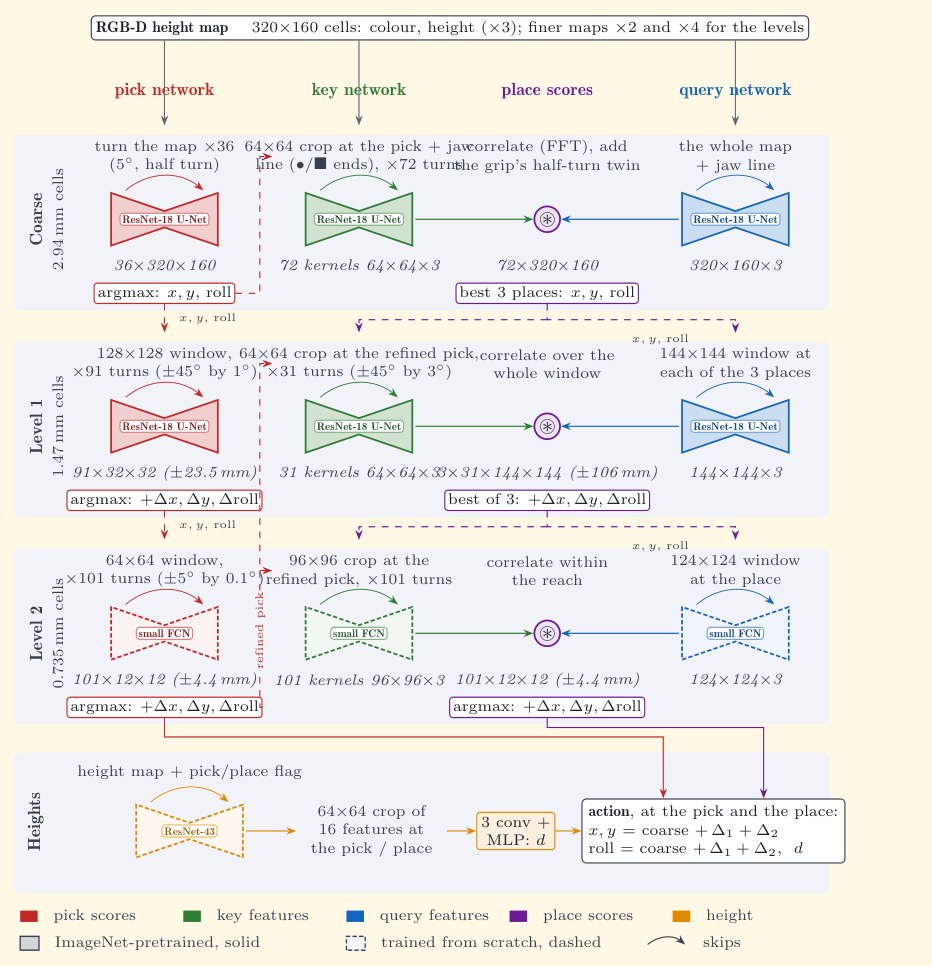 RGB-D height map 320×160 cells: colour, height (×3); finer maps ×2 and ×4 for the levels
pick network
key network
place scores
query network
Coarse
2.94 mm cells
turn the map ×36
(5°, half turn)
64×64 crop at the pick + jaw
line (●/■ ends), ×72 turns
correlate (FFT), add
the grip's half-turn twin
the whole map
+ jaw line
ResNet-18 U-Net
ResNet-18 U-Net
⊛
ResNet-18 U-Net
36×320×160
72 kernels 64×64×3
72×320×160
320×160×3
argmax: x, y, roll
best 3 places: x, y, roll
x, y, roll
x, y, roll
Level 1
1.47 mm cells
128×128 window,
×91 turns (±45° by 1°)
64×64 crop at the refined pick,
×31 turns (±45° by 3°)
correlate over the
whole window
144×144 window at
each of the 3 places
ResNet-18 U-Net
ResNet-18 U-Net
⊛
ResNet-18 U-Net
91×32×32 (±23.5 mm)
31 kernels 64×64×3
3×31×144×144 (±106 mm)
144×144×3
argmax: +Δx, Δy, Δroll
best of 3: +Δx, Δy, Δroll
x, y, roll
x, y, roll
Level 2
0.735 mm cells
64×64 window,
×101 turns (±5° by 0.1°)
96×96 crop at the
refined pick, ×101 turns
correlate within
the reach
124×124 window
at the place
small FCN
refined pick
small FCN
⊛
small FCN
101×12×12 (±4.4 mm)
101 kernels 96×96×3
101×12×12 (±4.4 mm)
124×124×3
argmax: +Δx, Δy, Δroll
argmax: +Δx, Δy, Δroll
Heights
height map + pick/place flag
ResNet-43
64×64 crop of
16 features at
the pick / place
3 conv +
MLP: d
action, at the pick and the place:
x, y = coarse + Δ₁ + Δ₂
roll = coarse + Δ₁ + Δ₂, d
pick scores
key features
query features
place scores
height
ImageNet-pretrained, solid
trained from scratch, dashed
skips